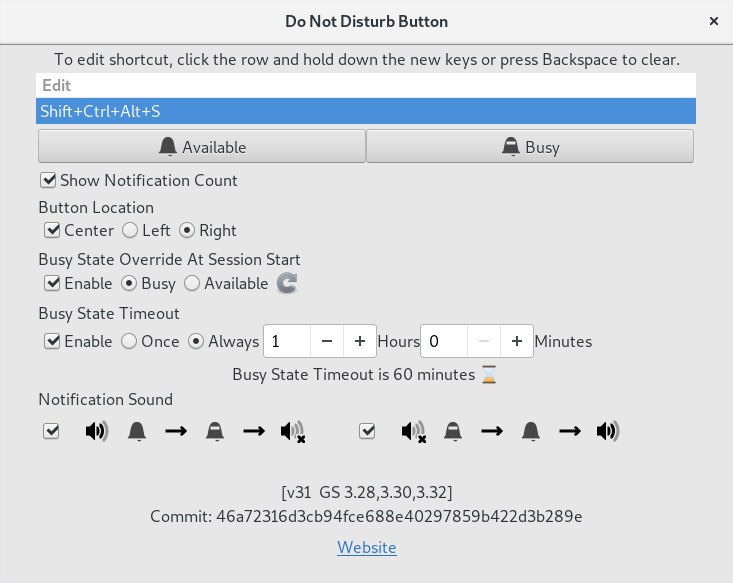 Do Not Disturb Button
To edit shortcut, click the row and hold down the new keys or press Backspace to clear.
Edit
Shift+Ctrl+Alt+S
Available Busy
Show Notification Count
Button Location
Center Left Right
Busy State Override At Session Start
Enable Busy Available
Busy State Timeout
Enable Once Always 1 − + Hours 0 − + Minutes
Busy State Timeout is 60 minutes ⌛
Notification Sound
[v31 GS 3.28,3.30,3.32]
Commit: 46a72316d3cb94fce688e40297859b422d3b289e
Website